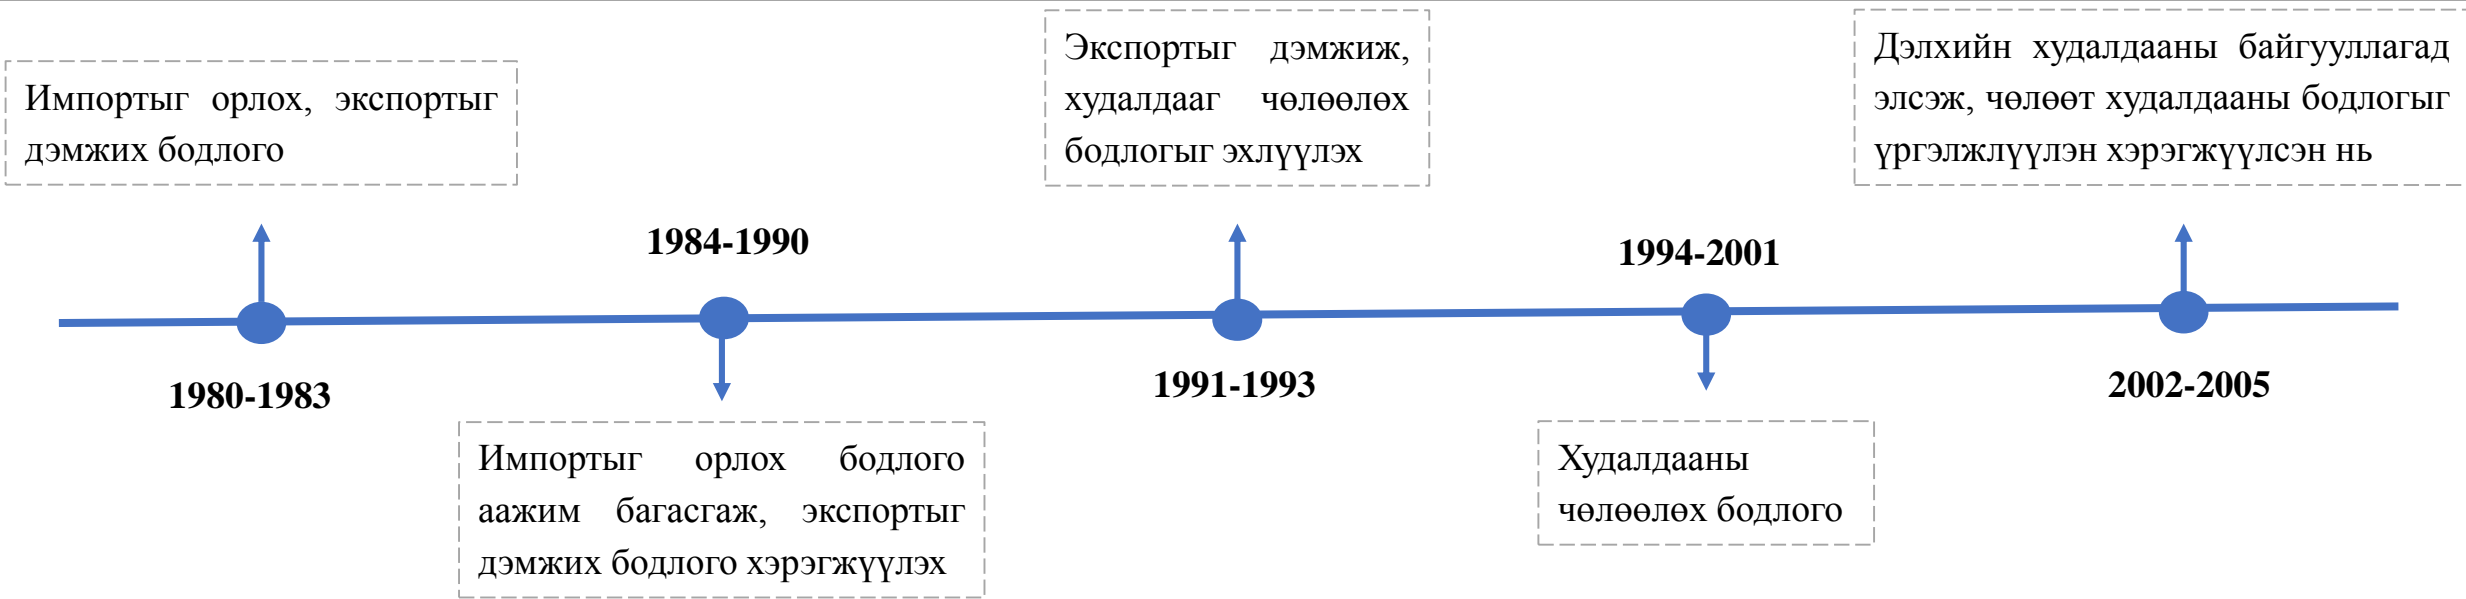 Импортыг орлох, экспортыг
дэмжих бодлого
1980-1983
1984-1990
Импортыг орлох бодлого
аажим багасгаж, экспортыг
дэмжих бодлого хэрэгжүүлэх
Экспортыг дэмжиж,
худалдааг чөлөөлөх
бодлогыг эхлүүлэх
1991-1993
1994-2001
Худалдааны
чөлөөлөх бодлого
Дэлхийн худалдааны байгууллагад
элсэж, чөлөөт худалдааны бодлогыг
үргэлжлүүлэн хэрэгжүүлсэн нь
2002-2005